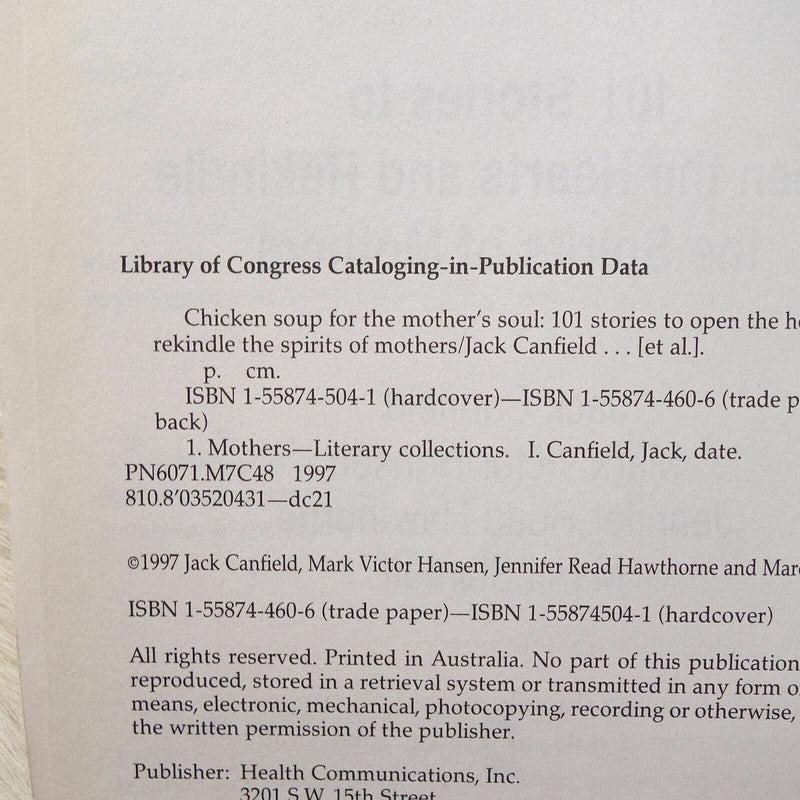 Library of Congress Cataloging-in-Publication Data
Chicken soup for the mother's soul: 101 stories to open the
rekindle the spirits of mothers/Jack Canfield . . . [et al.].
p. cm.
ISBN 1-55874-504-1 (hardcover)—ISBN 1-55874-460-6 (trade
back)
1. Mothers—Literary collections. I. Canfield, Jack, date.
PN6071.M7C48 1997
810.8'03520431—dc21
©1997 Jack Canfield, Mark Victor Hansen, Jennifer Read Hawthorne and
ISBN 1-55874-460-6 (trade paper)—ISBN 1-55874504-1 (hardcover)
All rights reserved. Printed in Australia. No part of this publication
reproduced, stored in a retrieval system or transmitted in any form
means, electronic, mechanical, photocopying, recording or otherwise,
the written permission of the publisher.
Publisher: Health Communications, Inc.
3201 S.W. 15th Street